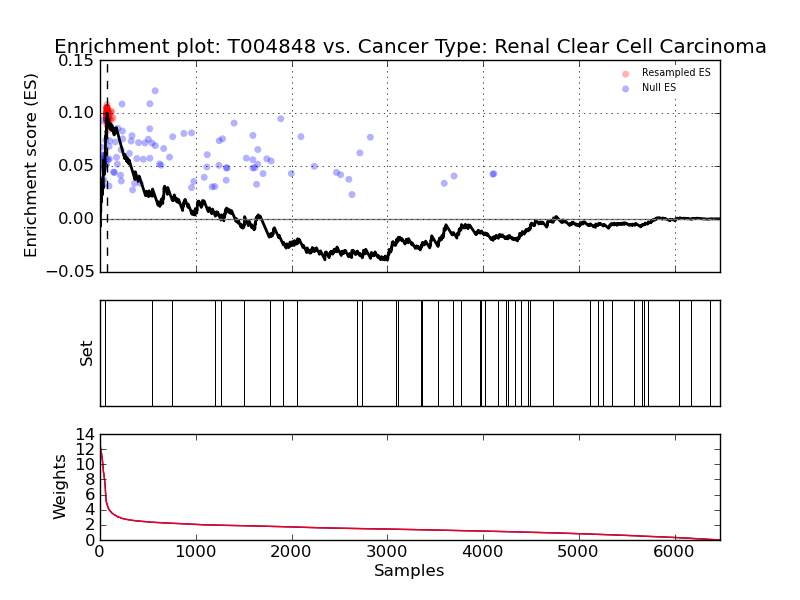 Enrichment plot: T004848 vs. Cancer Type: Renal Clear Cell Carcinoma
Enrichment score (ES)
0.15
0.10
0.05
0.00
−0.05
Resampled ES
Null ES
Set
Weights
14
12
10
8
6
4
2
0
0 1000 2000 3000 4000 5000 6000
Samples